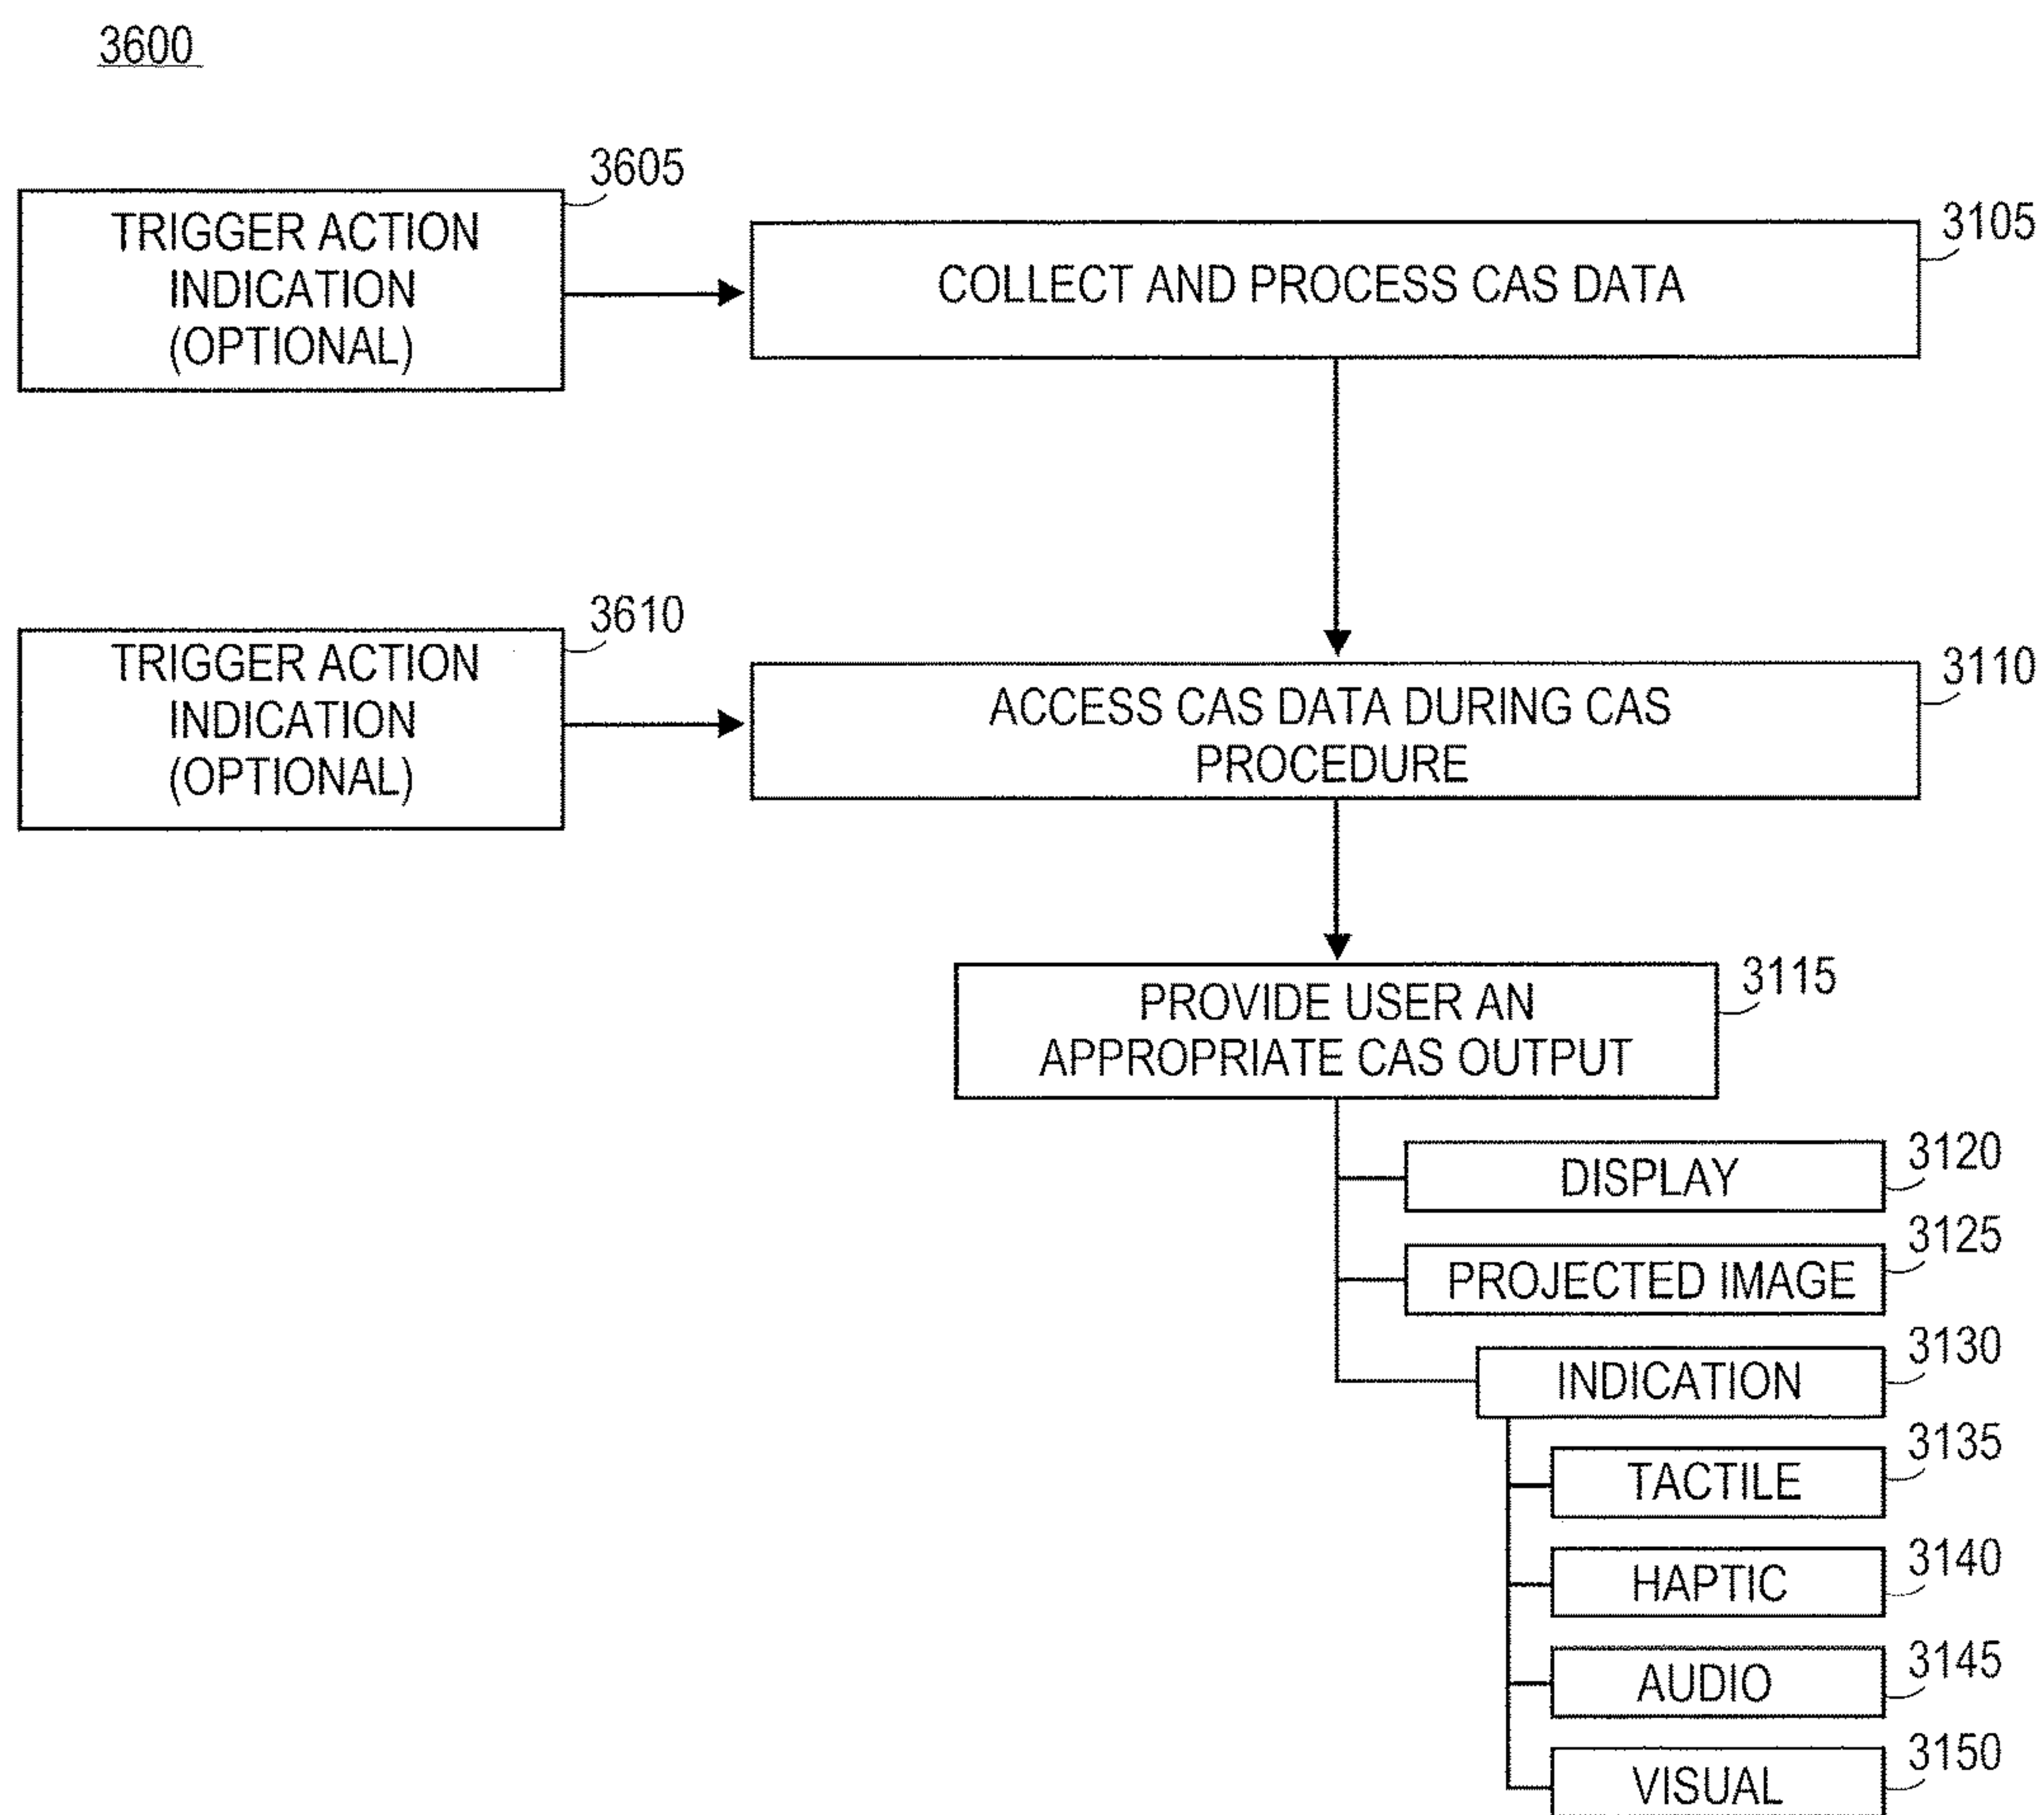 3600
3605
TRIGGER ACTION
INDICATION
(OPTIONAL)
3105
COLLECT AND PROCESS CAS DATA
3610
TRIGGER ACTION
INDICATION
(OPTIONAL)
3110
ACCESS CAS DATA DURING CAS
PROCEDURE
3115
PROVIDE USER AN
APPROPRIATE CAS OUTPUT
3120
DISPLAY
3125
PROJECTED IMAGE
3130
INDICATION
3135
TACTILE
3140
HAPTIC
3145
AUDIO
3150
VISUAL